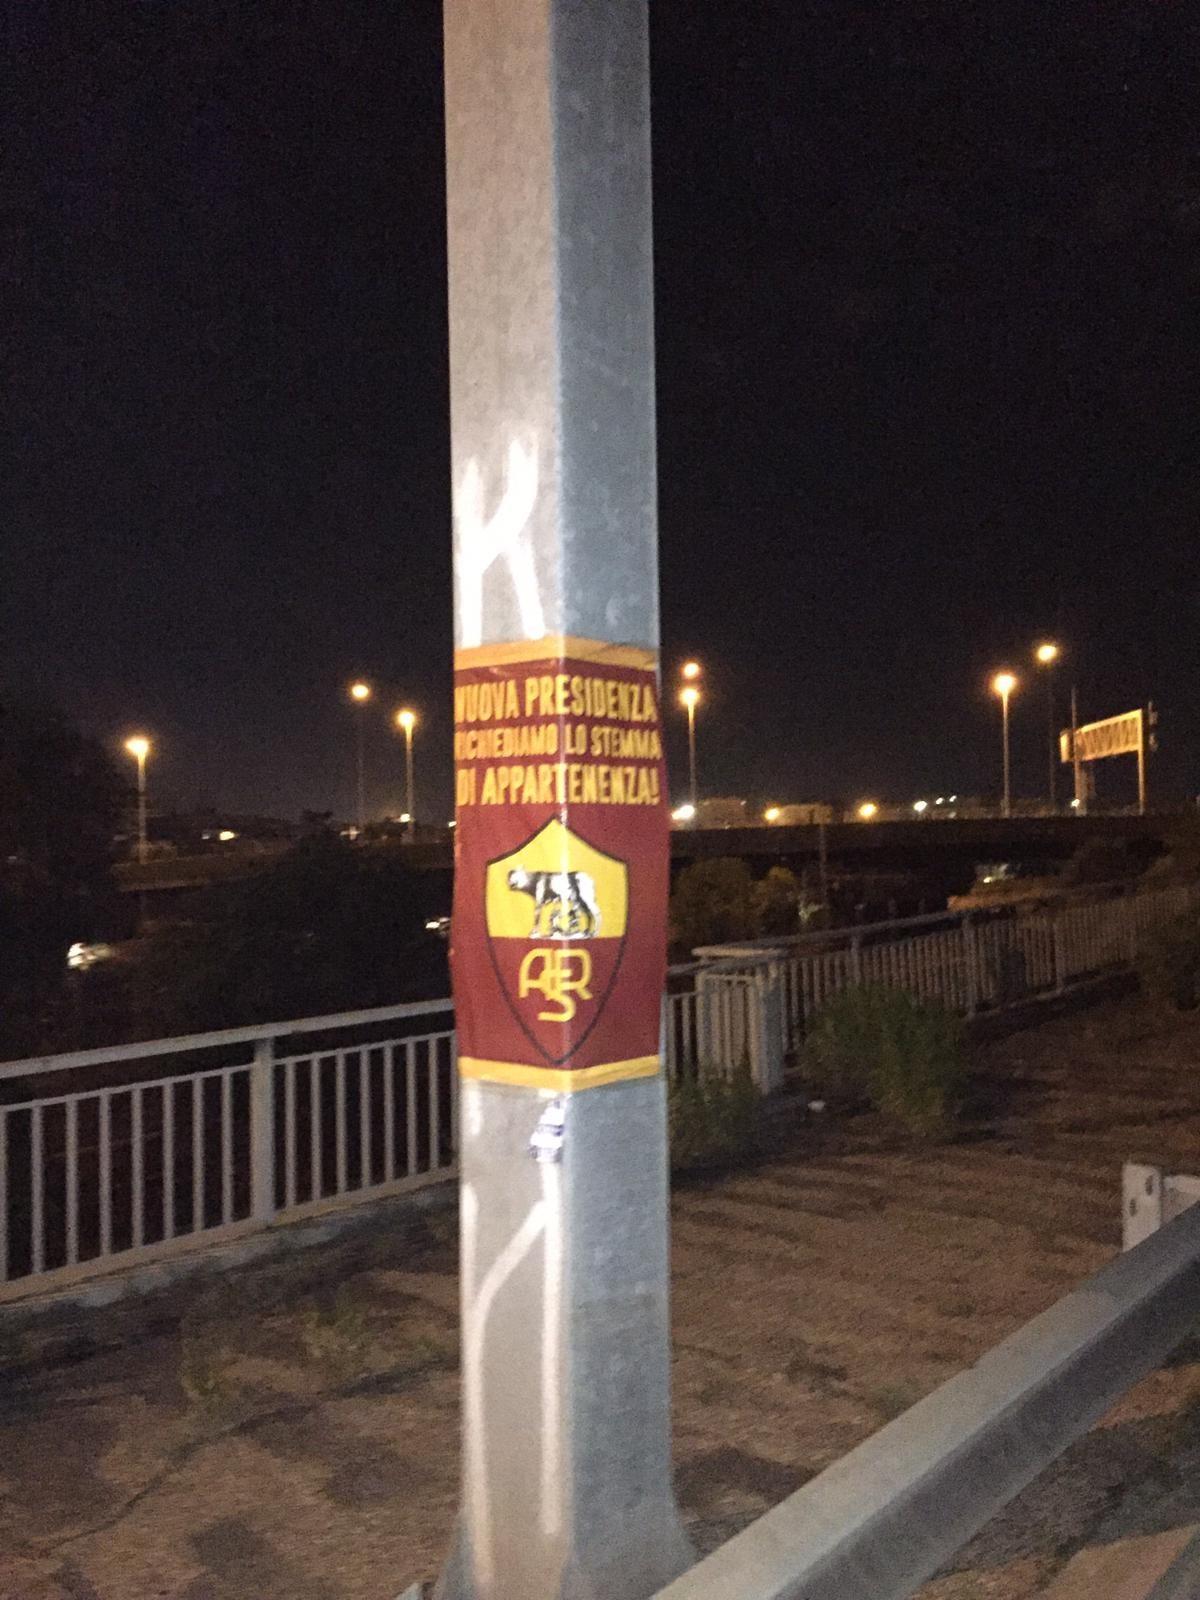 K
NUOVA PRESIDENZA
RICHIEDIAMO LO STEMMA
DI APPARTENENZA!
ASR